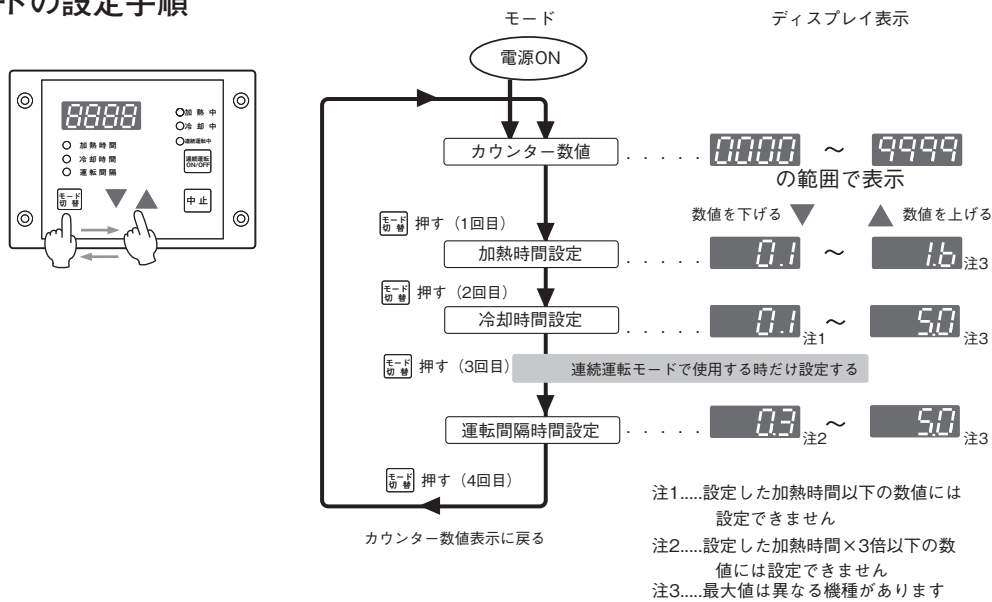 ドの設定手順
モード
ディスプレイ表示
電源ON
8888
加熱時間
冷却時間
運転間隔
加熱中
冷却中
連続運転中
連続運転
ON/OFF
モード
切替
中止
カウンター数値 ..... 0000 ～ 9999
の範囲で表示
モード
切替
押す（1回目）
数値を下げる ▼ ▲ 数値を上げる
加熱時間設定 ..... 0.1 ～ 1.6 注3
モード
切替
押す（2回目）
冷却時間設定 ..... 0.1 注1 ～ 5.0 注3
モード
切替
押す（3回目）
連続運転モードで使用する時だけ設定する
運転間隔時間設定 ..... 0.3 注2 ～ 5.0 注3
モード
切替
押す（4回目）
カウンター数値表示に戻る
注1.....設定した加熱時間以下の数値には
設定できません
注2.....設定した加熱時間×3倍以下の数
値には設定できません
注3.....最大値は異なる機種があります